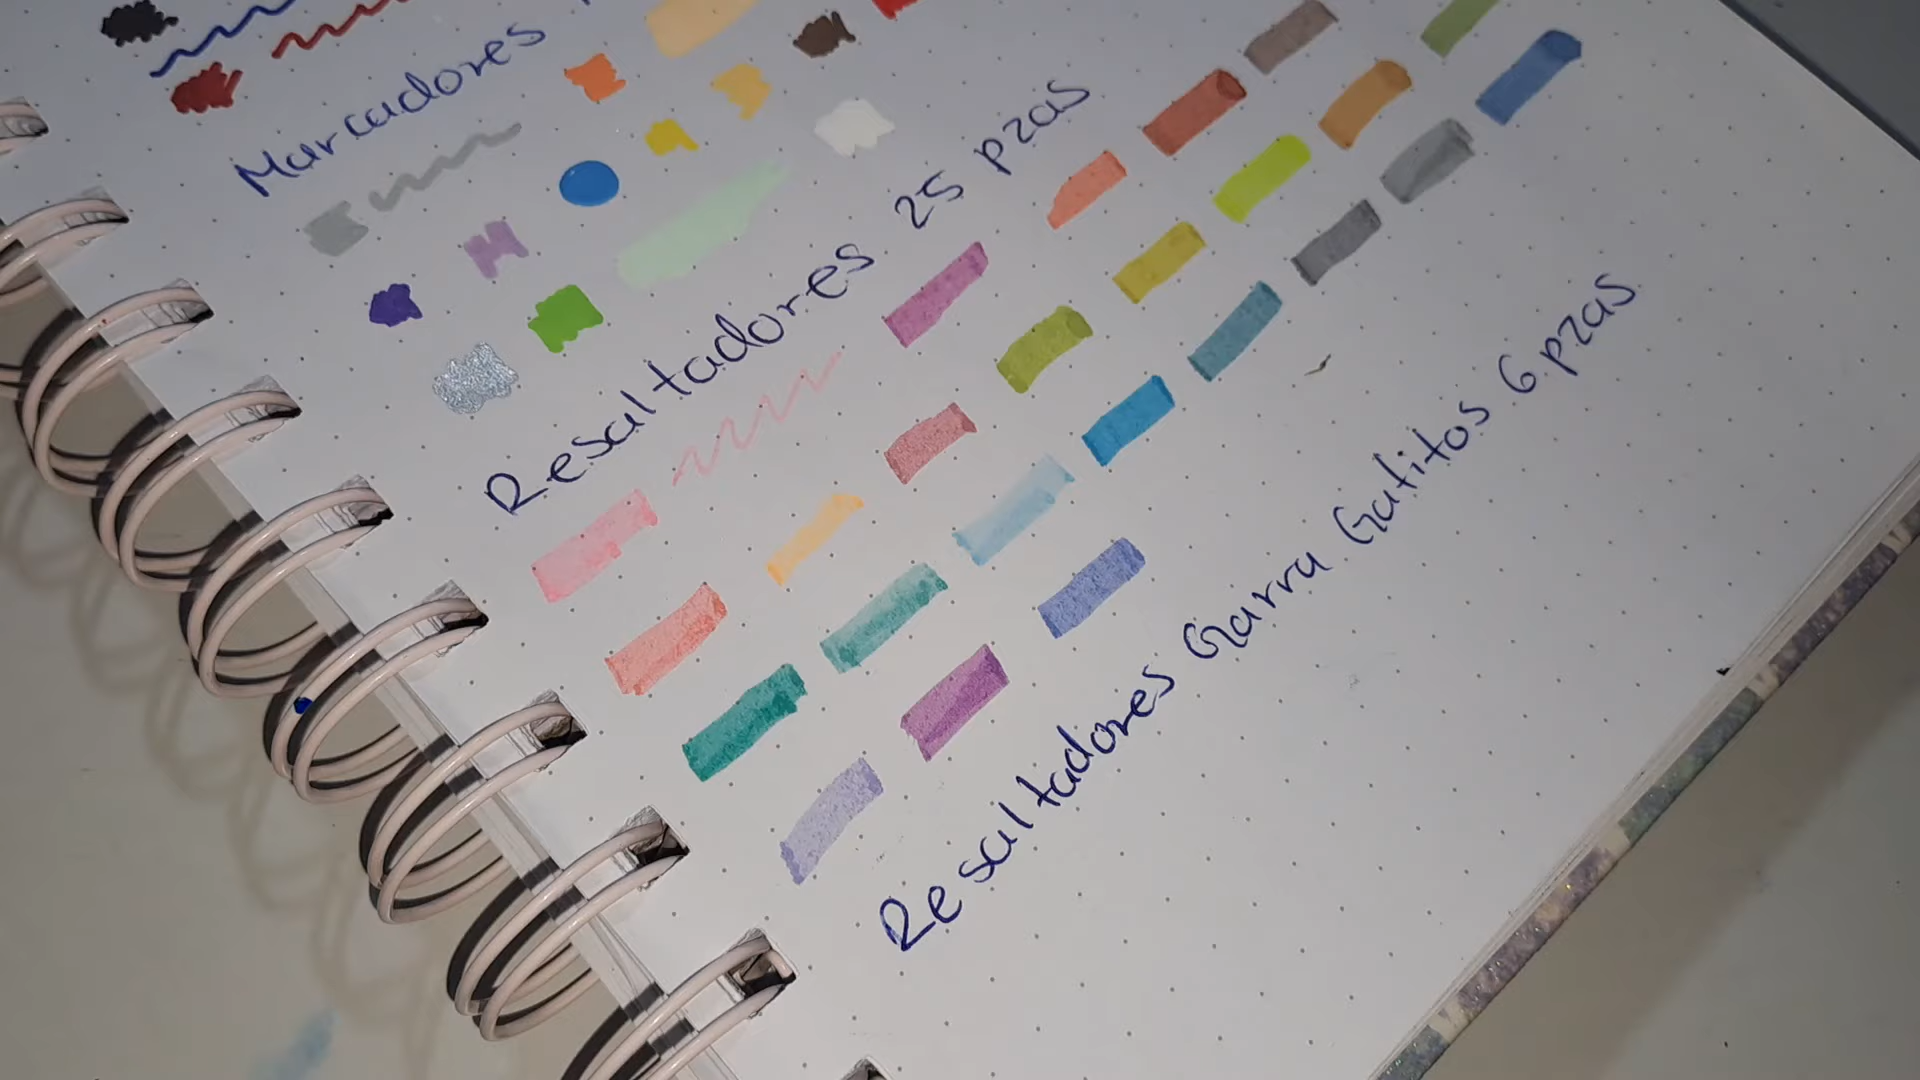 Marcadores
Resaltadores 25 pzas
Resaltadores Garra Gatitos 6 pzas